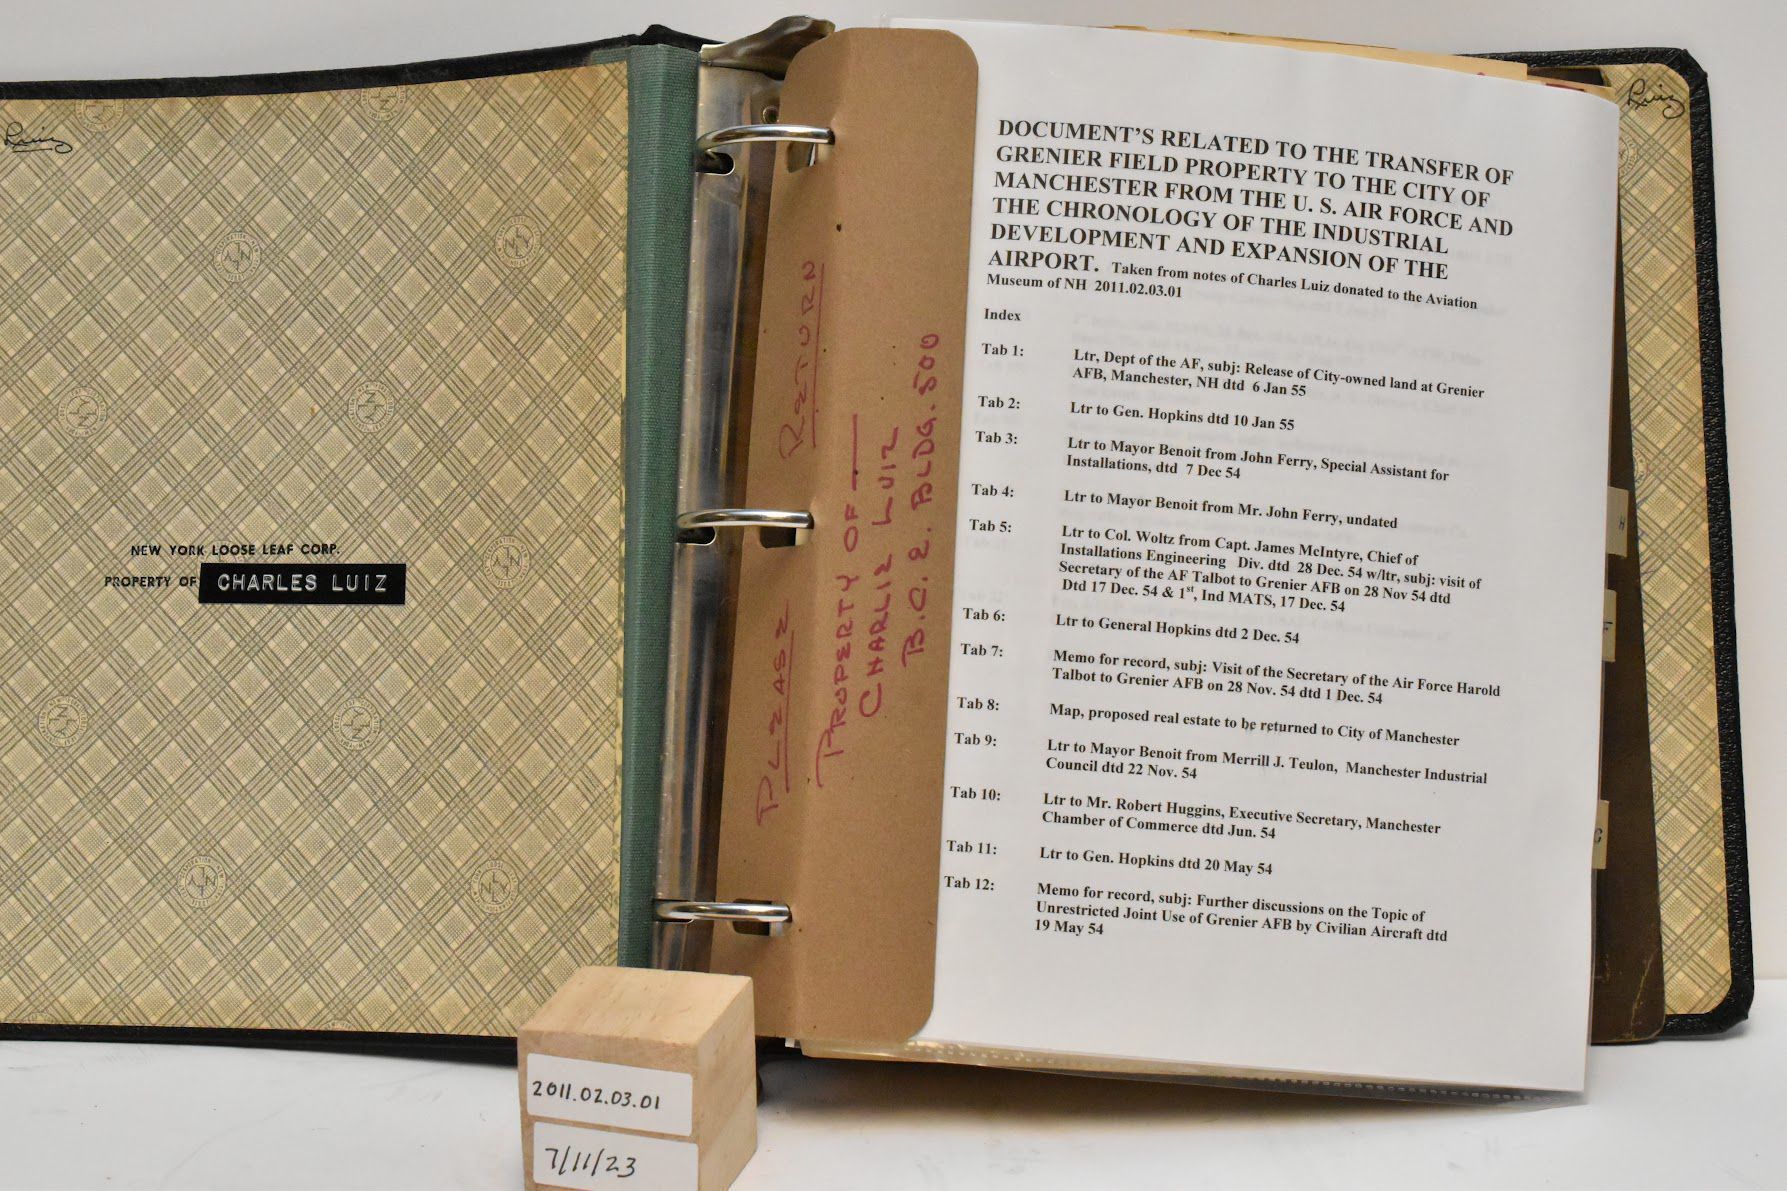 Luiz
NEW YORK LOOSE LEAF CORP.
PROPERTY OF CHARLES LUIZ
PLEASE RETURN
PROPERTY OF —
CHARLIE LUIZ
B.C.E. BLDG. 500
DOCUMENT'S RELATED TO THE TRANSFER OF
GRENIER FIELD PROPERTY TO THE CITY OF
MANCHESTER FROM THE U. S. AIR FORCE AND
THE CHRONOLOGY OF THE INDUSTRIAL
DEVELOPMENT AND EXPANSION OF THE
AIRPORT. Taken from notes of Charles Luiz donated to the Aviation
Museum of NH 2011.02.03.01
Index
Tab 1: Ltr, Dept of the AF, subj: Release of City-owned land at Grenier
AFB, Manchester, NH dtd 6 Jan 55
Tab 2: Ltr to Gen. Hopkins dtd 10 Jan 55
Tab 3: Ltr to Mayor Benoit from John Ferry, Special Assistant for
Installations, dtd 7 Dec 54
Tab 4: Ltr to Mayor Benoit from Mr. John Ferry, undated
Tab 5: Ltr to Col. Woltz from Capt. James McIntyre, Chief of
Installations Engineering Div. dtd 28 Dec. 54 w/ltr, subj: visit of
Secretary of the AF Talbot to Grenier AFB on 28 Nov 54 dtd
Dtd 17 Dec. 54 & 1st, Ind MATS, 17 Dec. 54
Tab 6: Ltr to General Hopkins dtd 2 Dec. 54
Tab 7: Memo for record, subj: Visit of the Secretary of the Air Force Harold
Talbot to Grenier AFB on 28 Nov. 54 dtd 1 Dec. 54
Tab 8: Map, proposed real estate to be returned to City of Manchester
Tab 9: Ltr to Mayor Benoit from Merrill J. Teulon, Manchester Industrial
Council dtd 22 Nov. 54
Tab 10: Ltr to Mr. Robert Huggins, Executive Secretary, Manchester
Chamber of Commerce dtd Jun. 54
Tab 11: Ltr to Gen. Hopkins dtd 20 May 54
Tab 12: Memo for record, subj: Further discussions on the Topic of
Unrestricted Joint Use of Grenier AFB by Civilian Aircraft dtd
19 May 54
Luiz
H
F
G
2011.02.03.01
7/11/23